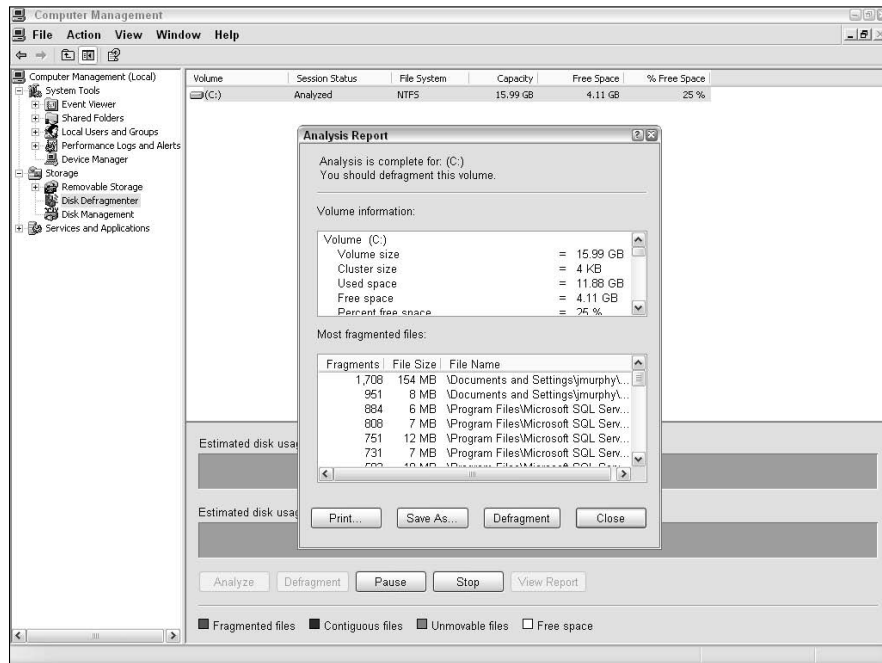 Computer Management
File Action View Window Help
Computer Management (Local)
System Tools
Event Viewer
Shared Folders
Local Users and Groups
Performance Logs and Alerts
Device Manager
Storage
Removable Storage
Disk Defragmenter
Disk Management
Services and Applications
Volume Session Status File System Capacity Free Space % Free Space
(C:) Analyzed NTFS 15.99 GB 4.11 GB 25 %
Analysis Report
Analysis is complete for: (C:)
You should defragment this volume.
Volume information:
Volume (C:)
Volume size = 15.99 GB
Cluster size = 4 KB
Used space = 11.88 GB
Free space = 4.11 GB
Percent free space = 25 %
Most fragmented files:
Fragments File Size File Name
1,708 154 MB \Documents and Settings\jmurphy\...
951 8 MB \Documents and Settings\jmurphy\...
884 6 MB \Program Files\Microsoft SQL Serv...
808 7 MB \Program Files\Microsoft SQL Serv...
751 12 MB \Program Files\Microsoft SQL Serv...
731 7 MB \Program Files\Microsoft SQL Serv...
Print... Save As... Defragment Close
Estimated disk usag
Estimated disk usag
Analyze Defragment Pause Stop View Report
Fragmented files Contiguous files Unmovable files Free space